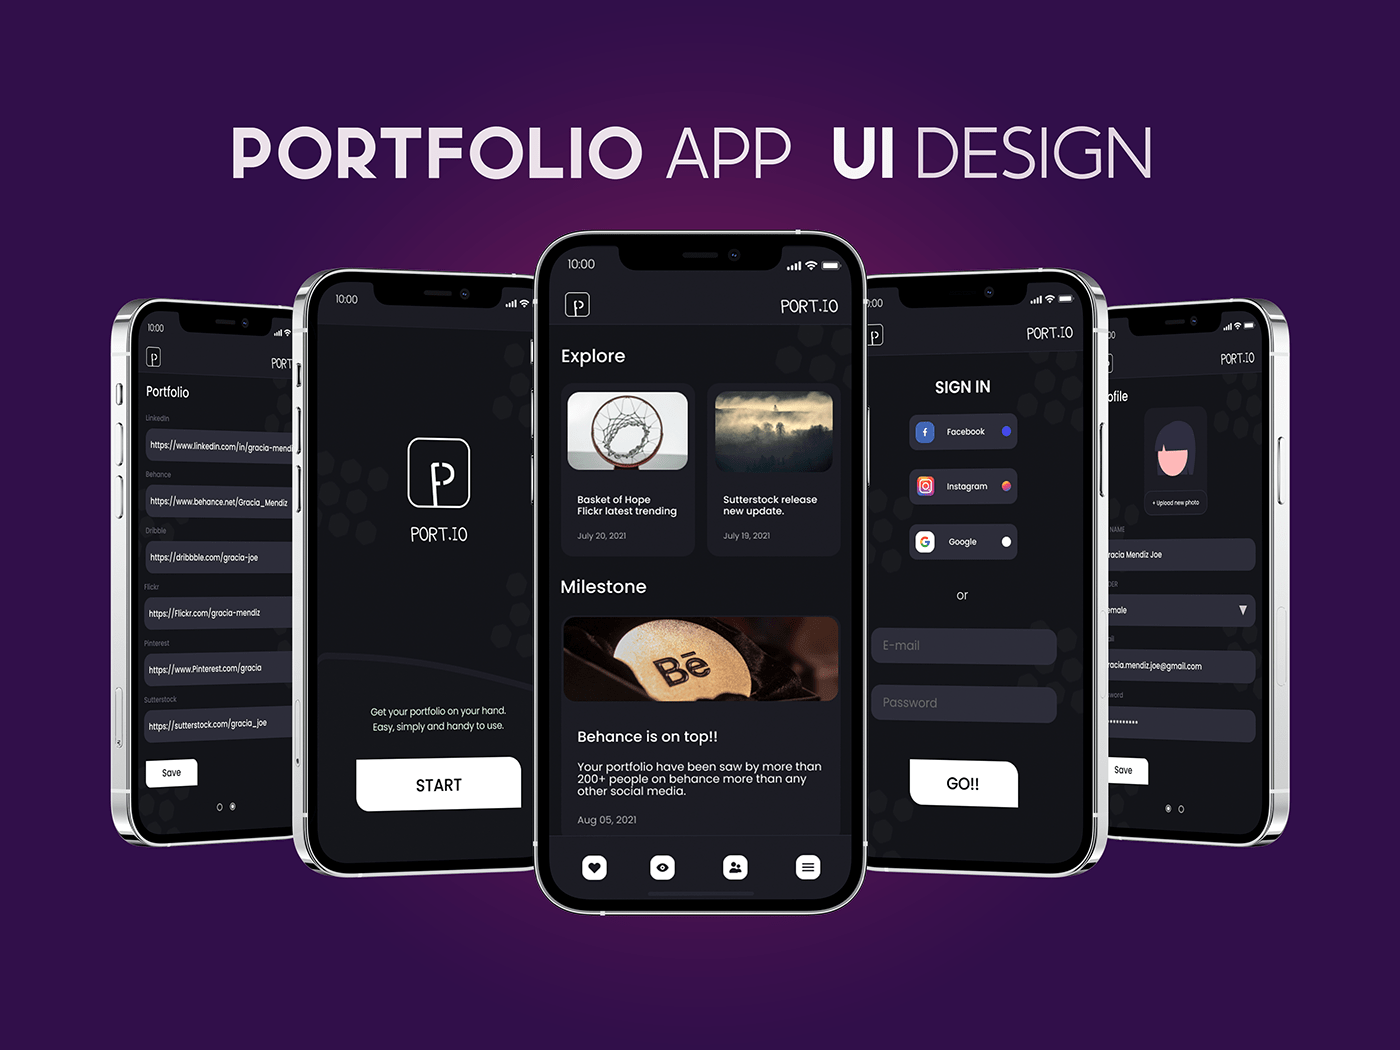 PORTFOLIO APP UI DESIGN
10:00
PORT
Portfolio
LinkedIn
https://www.linkedin.com/in/gracia-mendi
Behance
https://www.behance.net/Gracia_Mendiz
Dribble
https://dribbble.com/gracia-joe
Flickr
https://Flickr.com/gracia-mendiz
Pinterest
https://www.Pinterest.com/gracia
Sutterstock
https://sutterstock.com/gracia_joe
Save
10:00
PORT.IO
Get your portfolio on your hand.
Easy, simply and handy to use.
START
10:00
PORT.IO
Explore
Basket of Hope
Flickr latest trending
July 20, 2021
Sutterstock release
new update.
July 19, 2021
Milestone
Bē
Behance is on top!!
Your portfolio have been saw by more than
200+ people on behance more than any
other social media.
Aug 05, 2021
:00
PORT.IO
SIGN IN
Facebook
Instagram
Google
or
E-mail
Password
GO!!
00
PORT.IO
ofile
+ Upload new photo
NAME
racia Mendiz Joe
DER
emale
ail
racia.mendiz.joe@gmail.com
word
Save